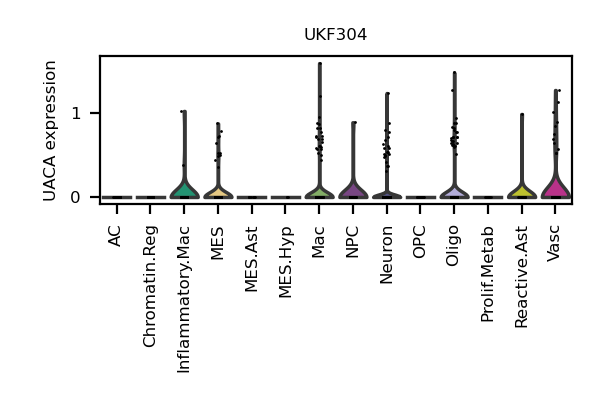 UKF304
UACA expression
1
0
AC
Chromatin.Reg
Inflammatory.Mac
MES
MES.Ast
MES.Hyp
Mac
NPC
Neuron
OPC
Oligo
Prolif.Metab
Reactive.Ast
Vasc